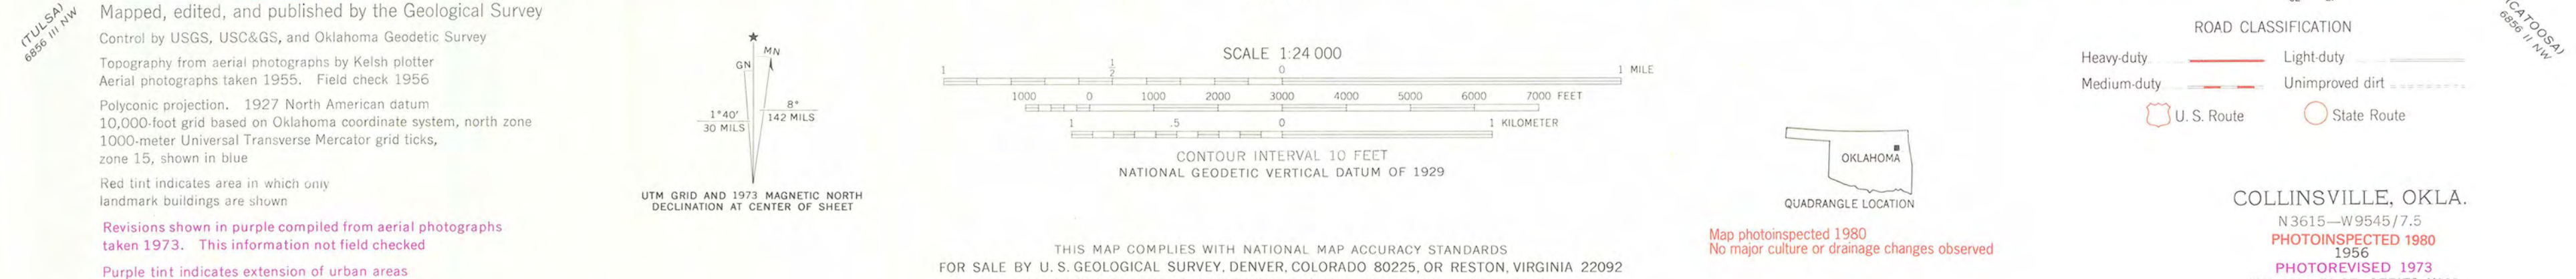 (TULSA)
6856 III NW
Mapped, edited, and published by the Geological Survey
Control by USGS, USC&GS, and Oklahoma Geodetic Survey
Topography from aerial photographs by Kelsh plotter
Aerial photographs taken 1955. Field check 1956
Polyconic projection. 1927 North American datum
10,000-foot grid based on Oklahoma coordinate system, north zone
1000-meter Universal Transverse Mercator grid ticks,
zone 15, shown in blue
Red tint indicates area in which only
landmark buildings are shown
Revisions shown in purple compiled from aerial photographs
taken 1973. This information not field checked
Purple tint indicates extension of urban areas
★
MN
GN
1°40′
30 MILS
8°
142 MILS
UTM GRID AND 1973 MAGNETIC NORTH
DECLINATION AT CENTER OF SHEET
SCALE 1:24 000
1 ½ 0 1 MILE
1000 0 1000 2000 3000 4000 5000 6000 7000 FEET
1 .5 0 1 KILOMETER
CONTOUR INTERVAL 10 FEET
NATIONAL GEODETIC VERTICAL DATUM OF 1929
THIS MAP COMPLIES WITH NATIONAL MAP ACCURACY STANDARDS
FOR SALE BY U. S. GEOLOGICAL SURVEY, DENVER, COLORADO 80225, OR RESTON, VIRGINIA 22092
OKLAHOMA
QUADRANGLE LOCATION
Map photoinspected 1980
No major culture or drainage changes observed
ROAD CLASSIFICATION
Heavy-duty Light-duty
Medium-duty Unimproved dirt
U. S. Route State Route
(CATOOSA)
6856 II NW
COLLINSVILLE, OKLA.
N3615—W9545/7.5
PHOTOINSPECTED 1980
1956
PHOTOREVISED 1973